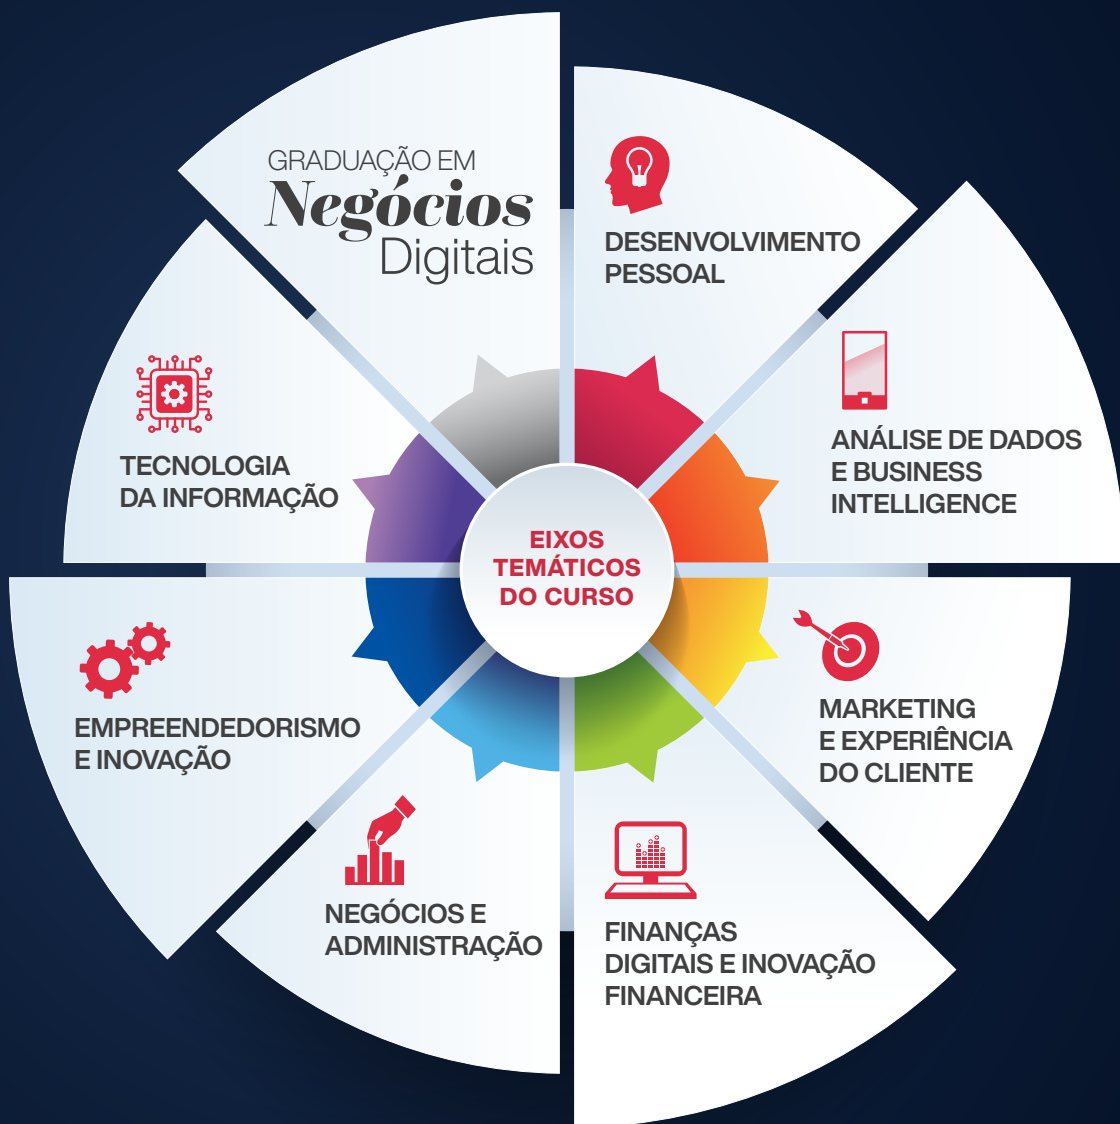 GRADUAÇÃO EM
Negócios
Digitais
DESENVOLVIMENTO
PESSOAL
ANÁLISE DE DADOS
E BUSINESS
INTELLIGENCE
MARKETING
E EXPERIÊNCIA
DO CLIENTE
FINANÇAS
DIGITAIS E INOVAÇÃO
FINANCEIRA
NEGÓCIOS E
ADMINISTRAÇÃO
EMPREENDEDORISMO
E INOVAÇÃO
TECNOLOGIA
DA INFORMAÇÃO
EIXOS
TEMÁTICOS
DO CURSO